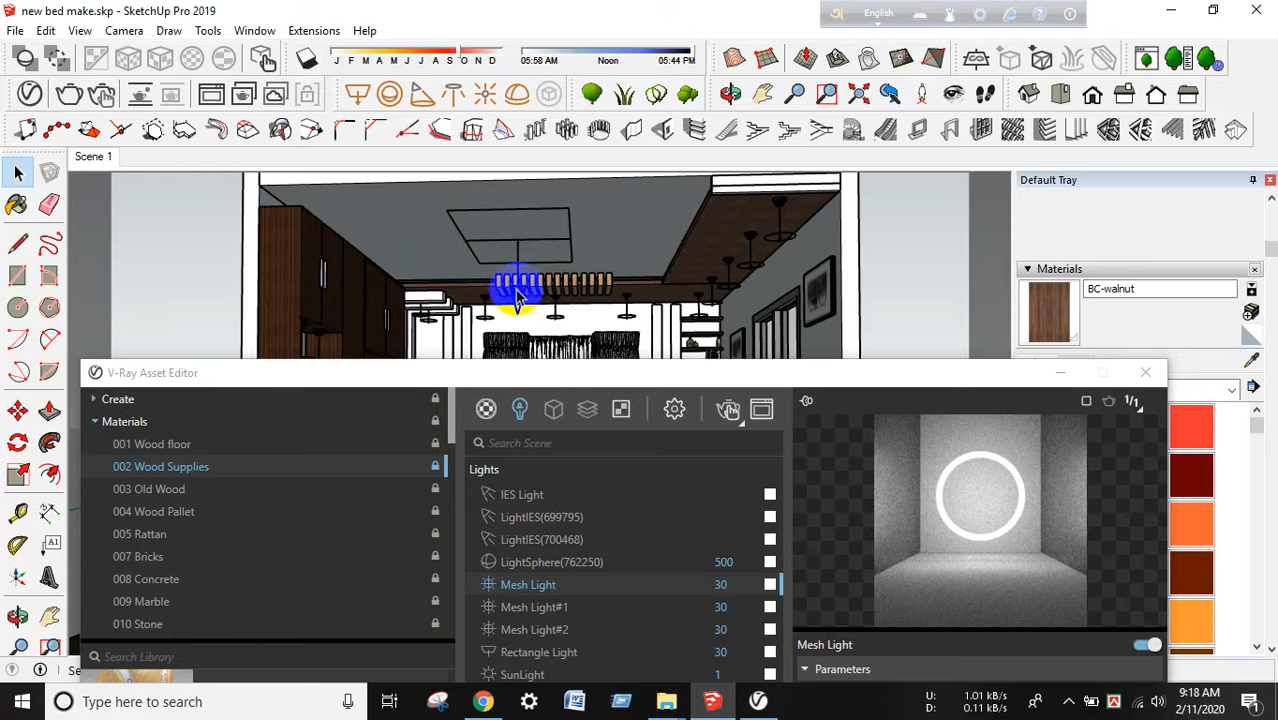 new bed make.skp - SketchUp Pro 2019
English
File Edit View Camera Draw Tools Window Extensions Help
J F M A M J J A S O N D
05:58 AM Noon 05:44 PM
Scene 1
Default Tray
Materials
BC-walnut
V-Ray Asset Editor
Create
Materials
001 Wood floor
002 Wood Supplies
003 Old Wood
004 Wood Pallet
005 Rattan
007 Bricks
008 Concrete
009 Marble
010 Stone
Search Library
Search Scene
Lights
IES Light
LightIES(699795)
LightIES(700468)
LightSphere(762250) 500
Mesh Light 30
Mesh Light#1 30
Mesh Light#2 30
Rectangle Light 30
SunLight 1
1/1
Mesh Light
Parameters
A1
Type here to search
U: 1.01 kB/s
D: 0.11 kB/s
9:18 AM
2/11/2020